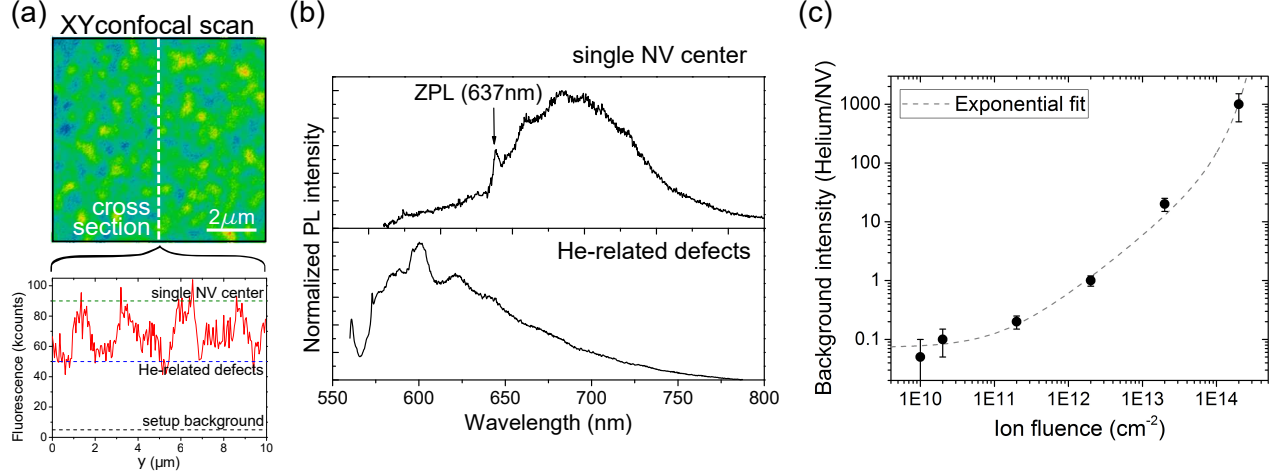 (a)
XYconfocal scan
cross
section
2μm
100
80
60
40
20
0
single NV center
He-related defects
setup background
Fluorescence (kcounts)
0 2 4 6 8 10
y (μm)
(b)
single NV center
ZPL (637nm)
He-related defects
Normalized PL intensity
550 600 650 700 750 800
Wavelength (nm)
(c)
Exponential fit
1000
100
10
1
0.1
Background intensity (Helium/NV)
1E10 1E11 1E12 1E13 1E14
Ion fluence (cm-2)